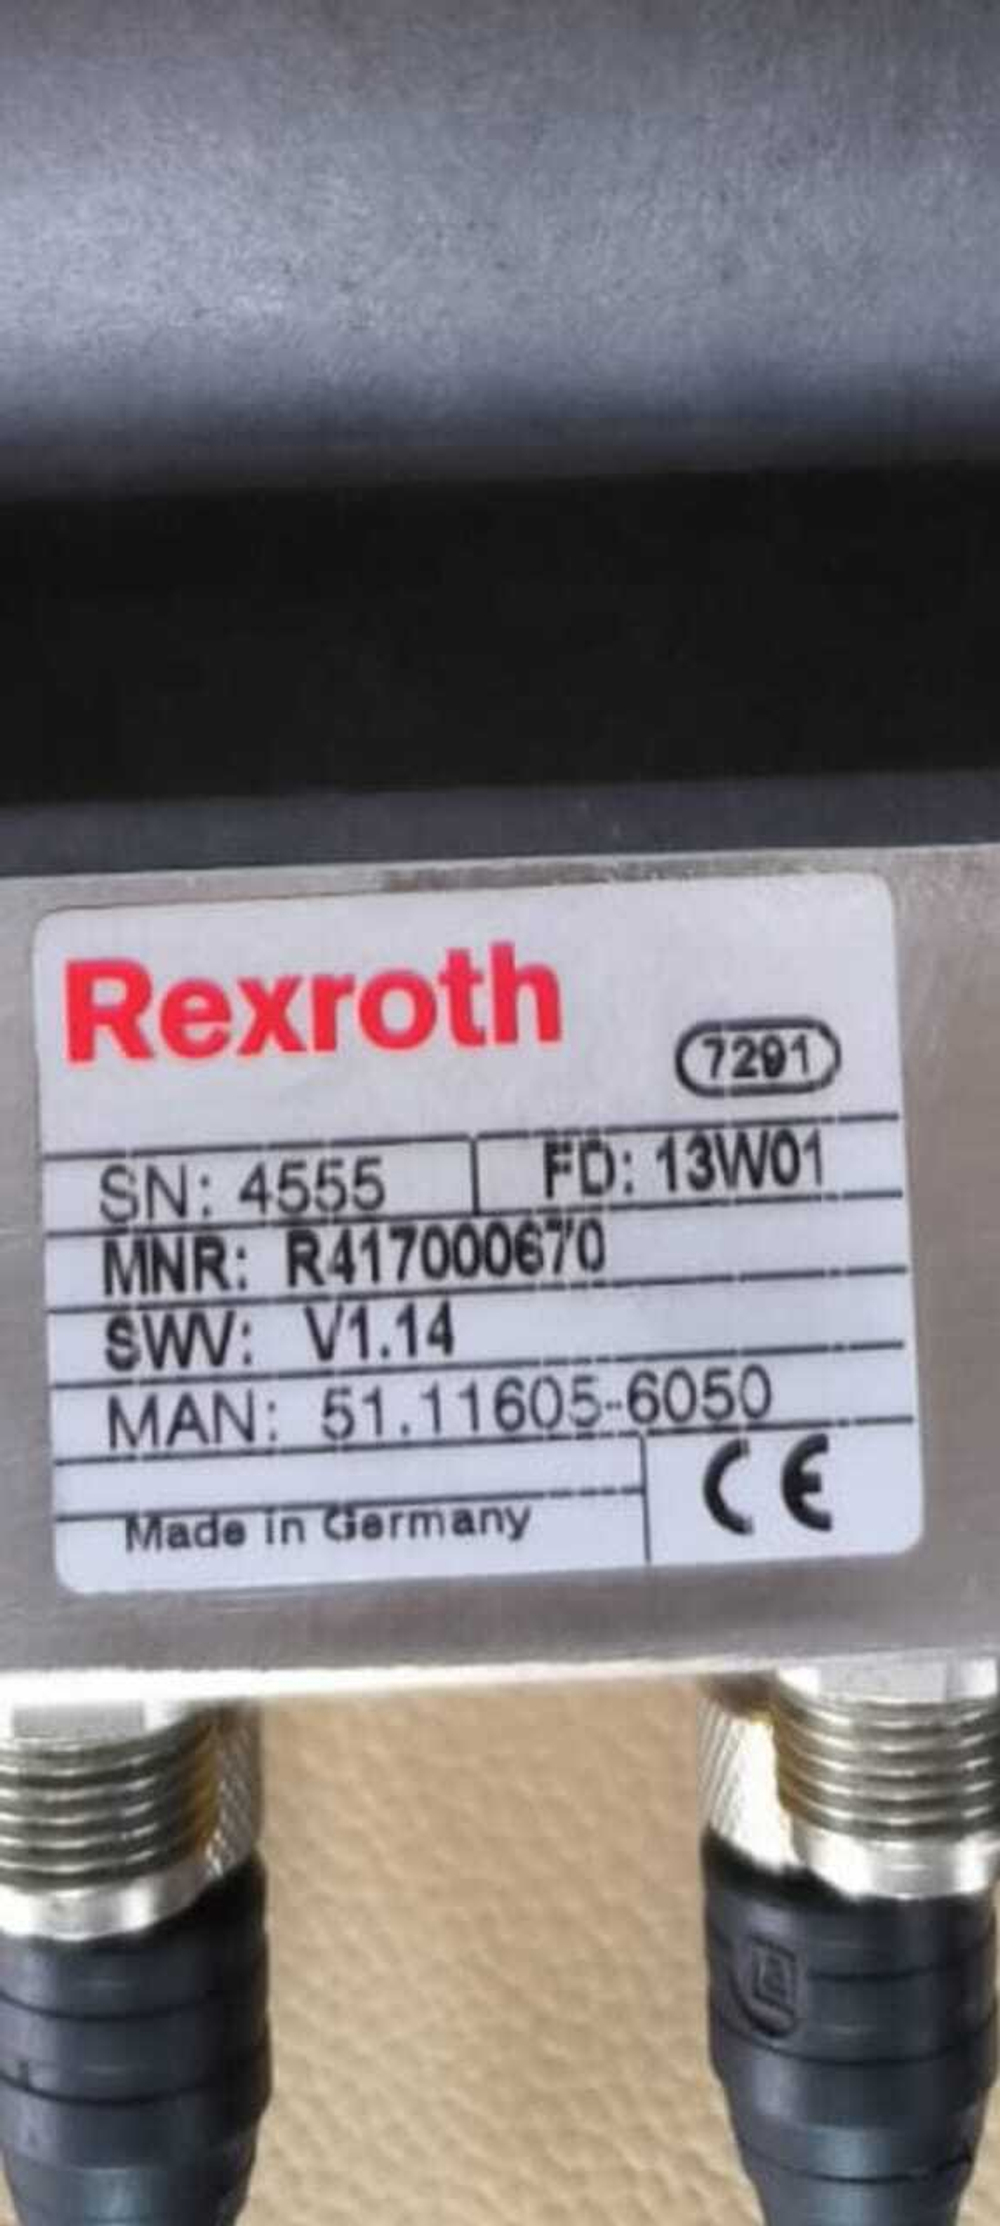 Rexroth
7291
SN: 4555 FD: 13W01
MNR: R417000670
SWV: V1.14
MAN: 51.11605-6050
Made in Germany
CE